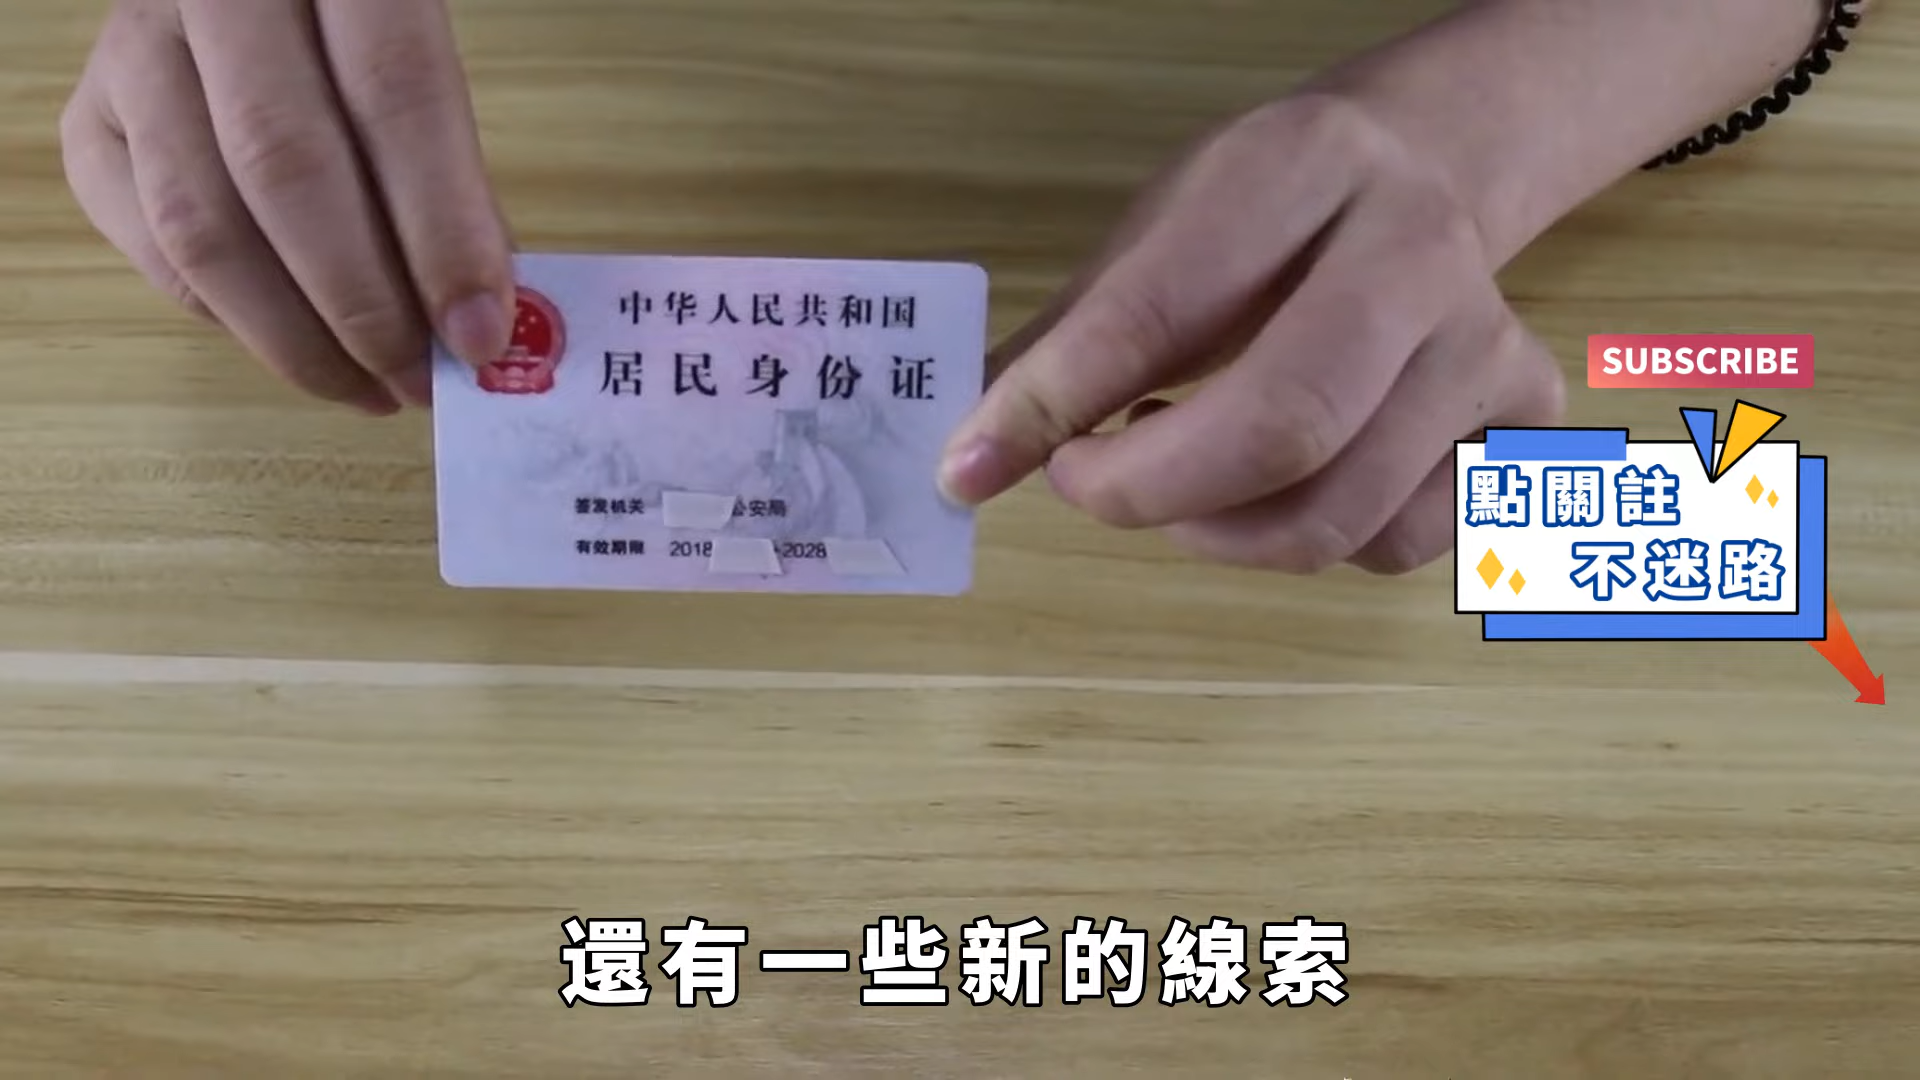 中华人民共和国
居民身份证
签发机关 公安局
有效期限 2018 -2028
SUBSCRIBE
點關註
不迷路
還有一些新的線索